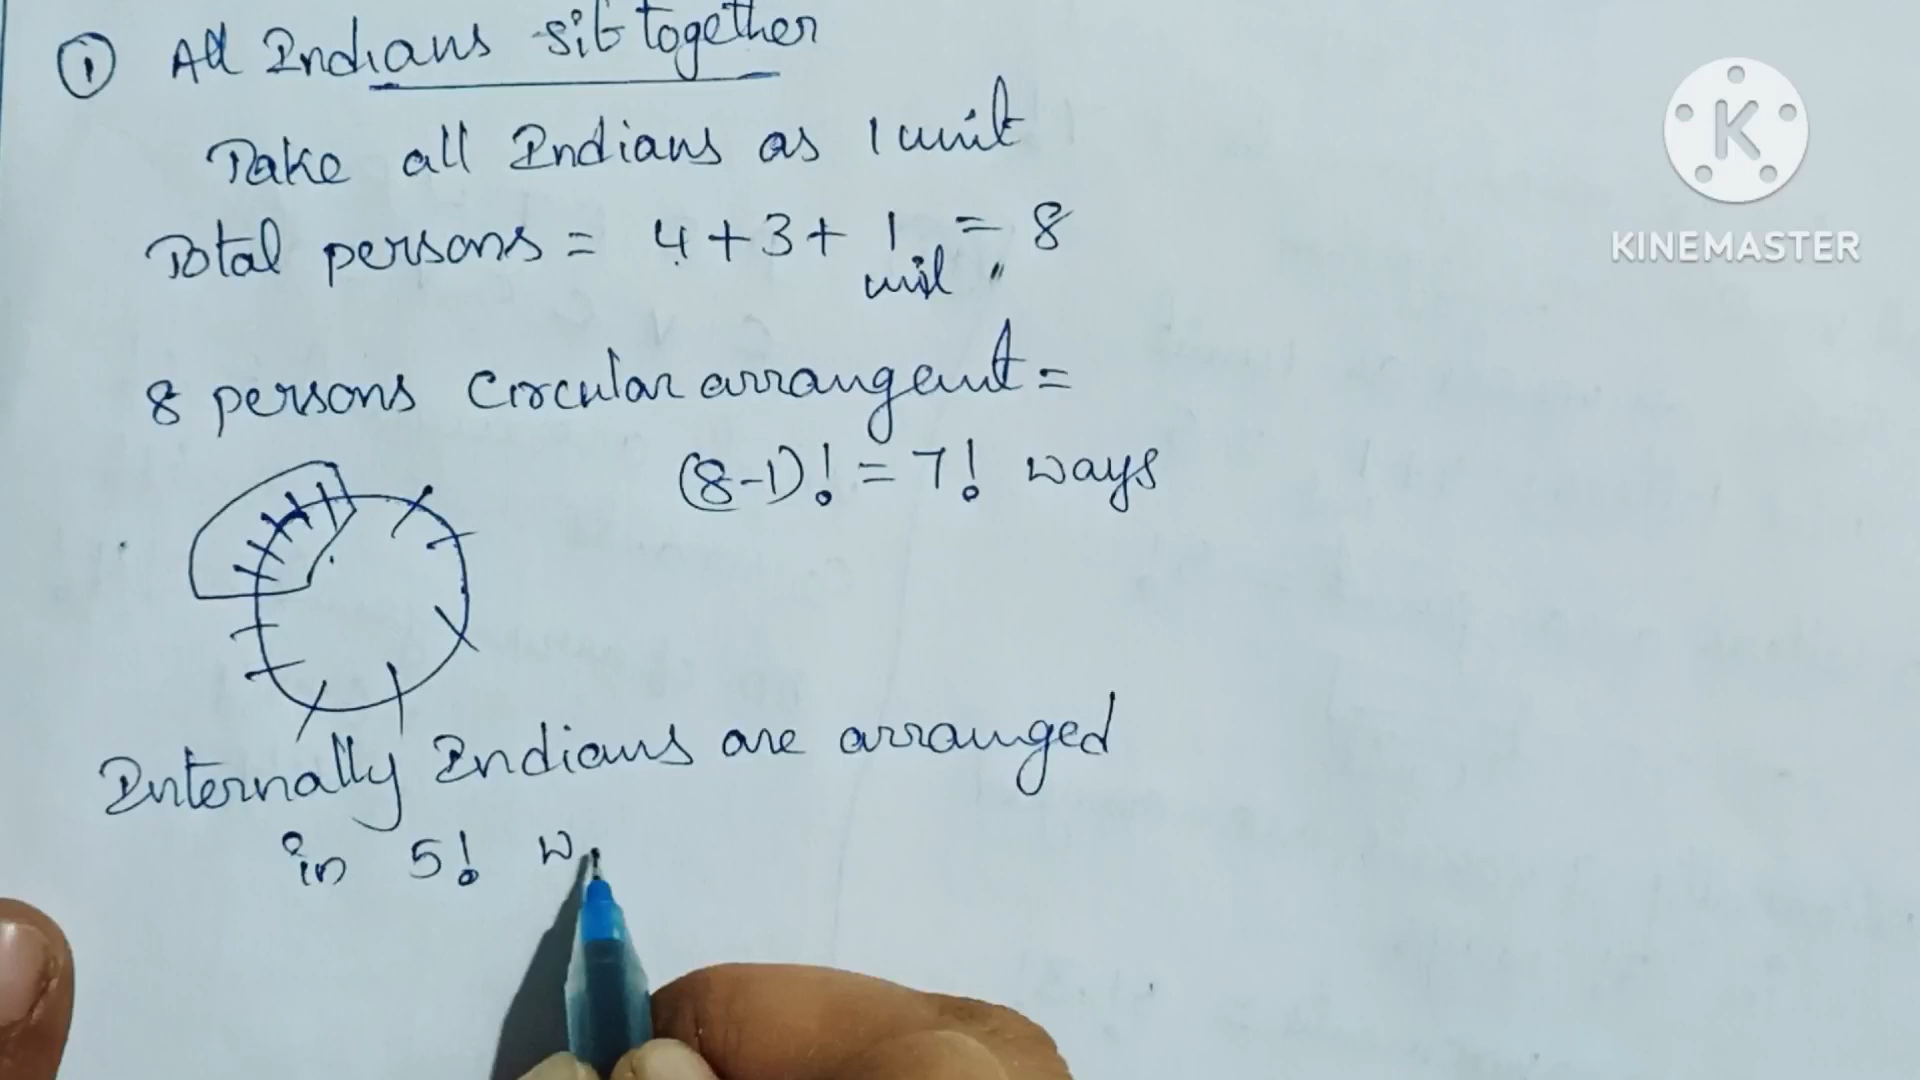 ① All Indians sit together
Take all Indians as 1 unit
Total persons = 4 + 3 + 1 = 8
unit
8 persons Circular arrangent =
(8-1)! = 7! ways
Internally Indians are arranged
in 5! w
K
KINEMASTER